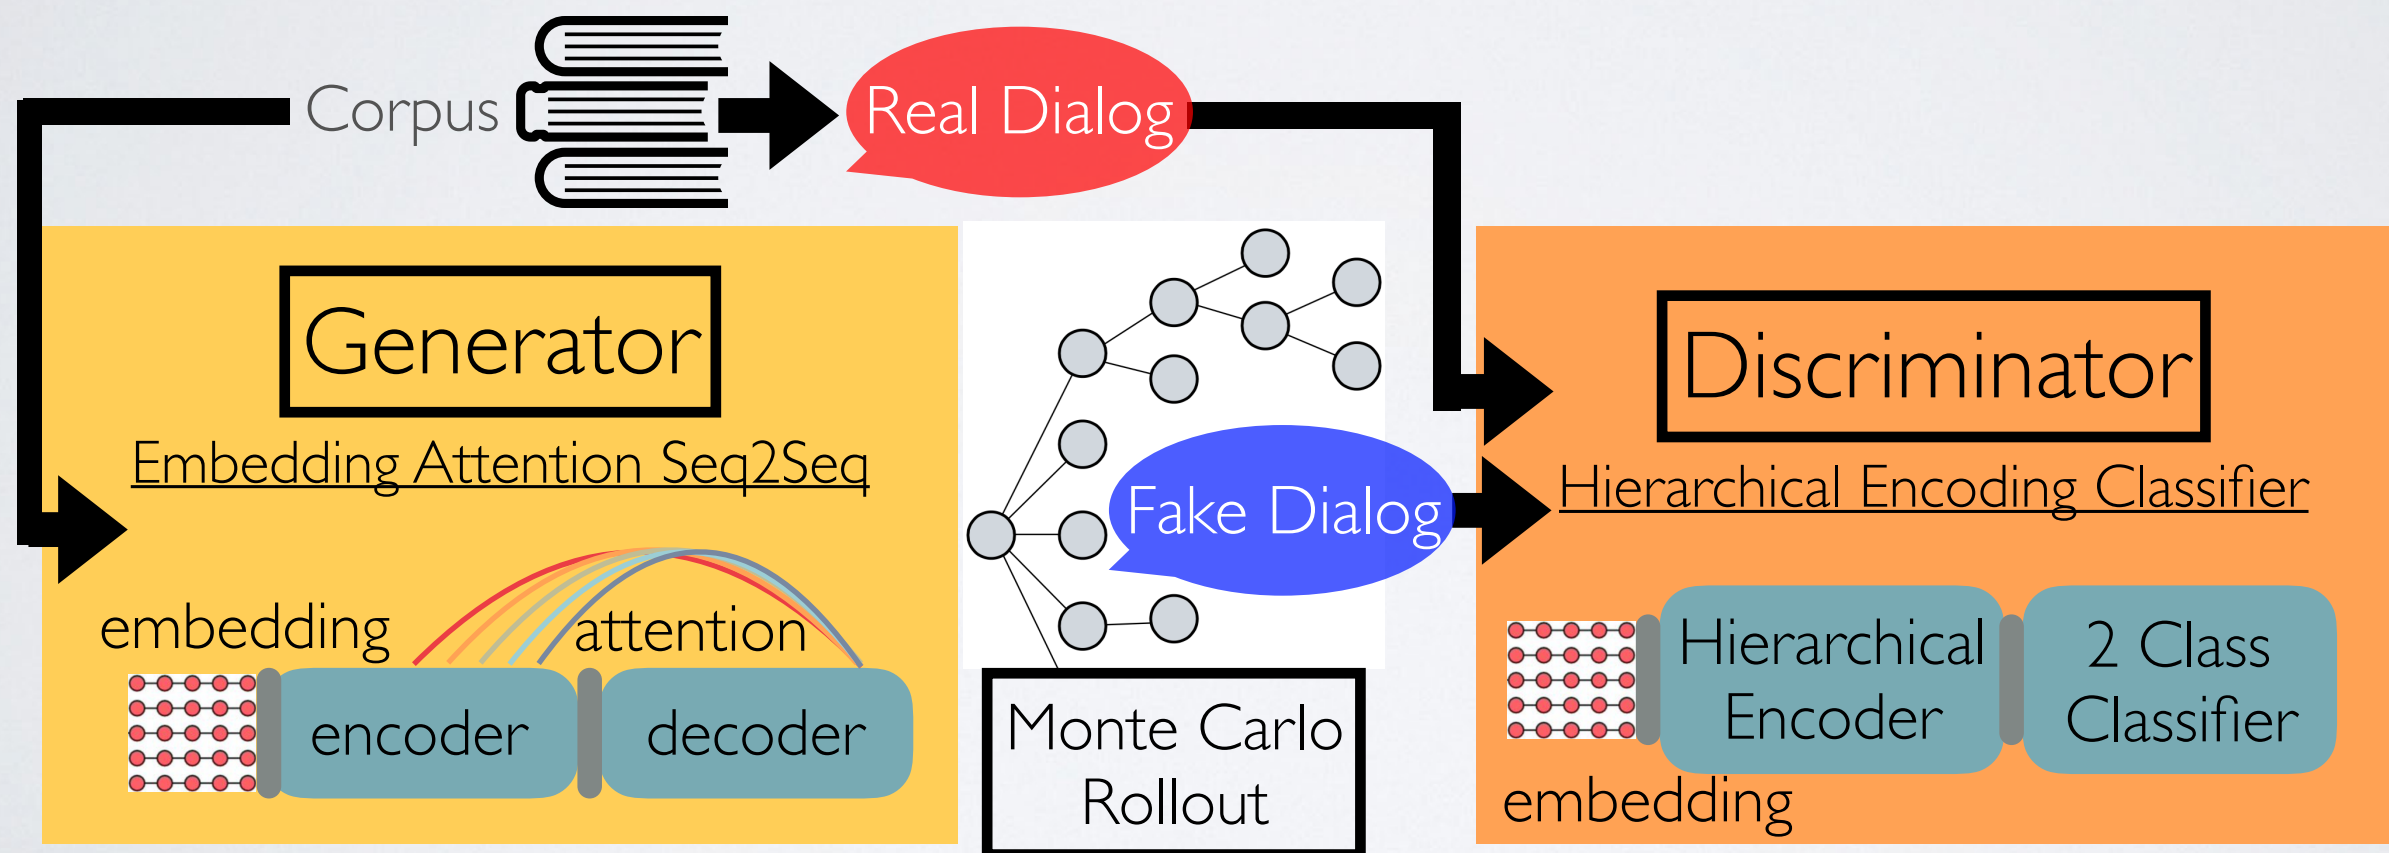 Corpus
Real Dialog
Generator
Embedding Attention Seq2Seq
embedding
attention
encoder
decoder
Fake Dialog
Monte Carlo
Rollout
Discriminator
Hierarchical Encoding Classifier
Hierarchical
Encoder
2 Class
Classifier
embedding